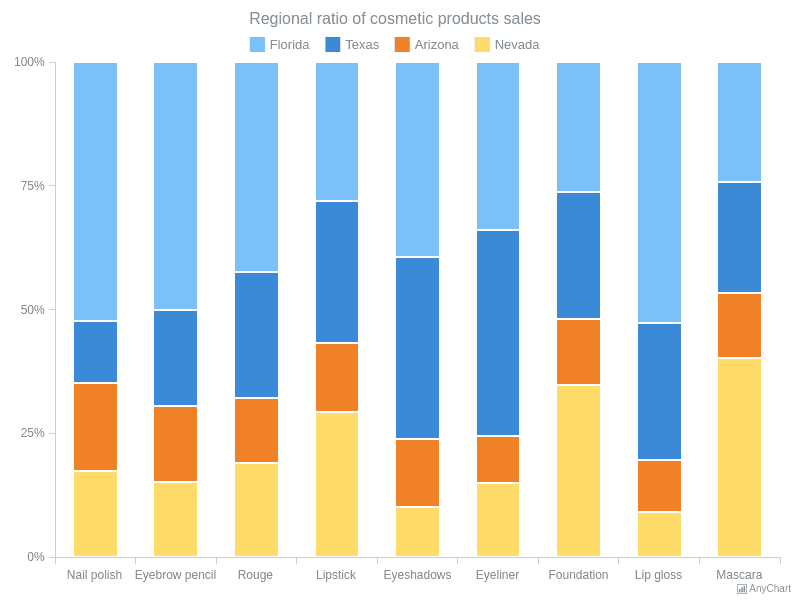 Regional ratio of cosmetic products sales
Florida Texas Arizona Nevada
100%
75%
50%
25%
0%
Nail polish Eyebrow pencil Rouge Lipstick Eyeshadows Eyeliner Foundation Lip gloss Mascara
AnyChart